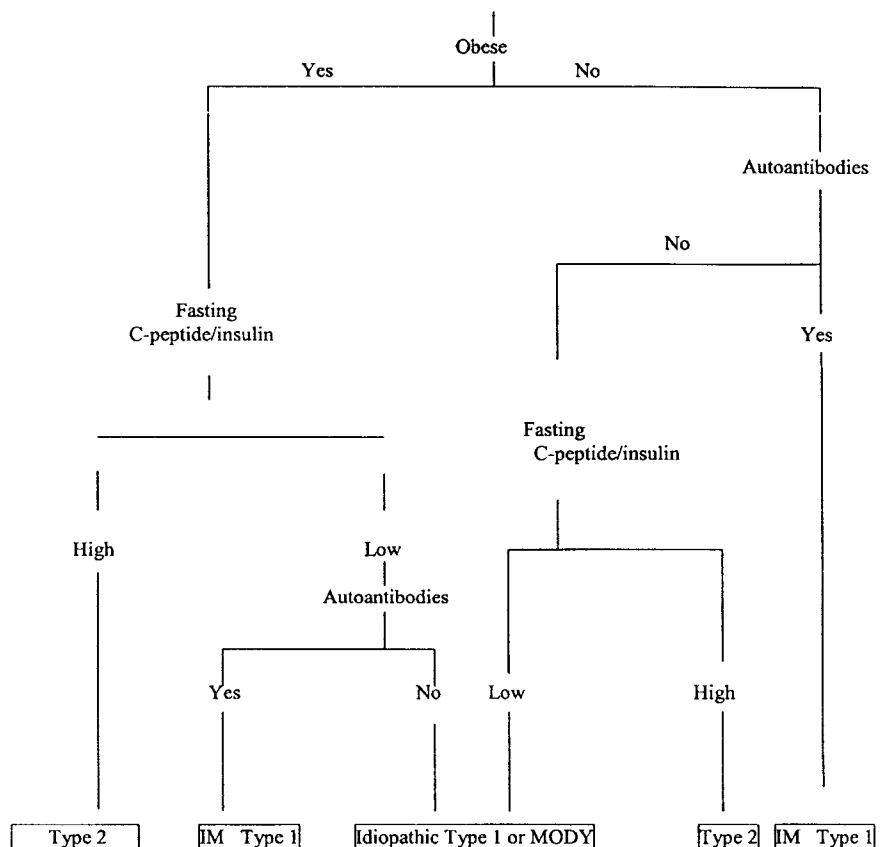 Obese
Yes
No
Autoantibodies
No
Fasting
C-peptide/insulin
Yes
Fasting
C-peptide/insulin
High
Low
Autoantibodies
Yes
No
Low
High
Type 2
IM Type 1
Idiopathic Type 1 or MODY
Type 2
IM Type 1